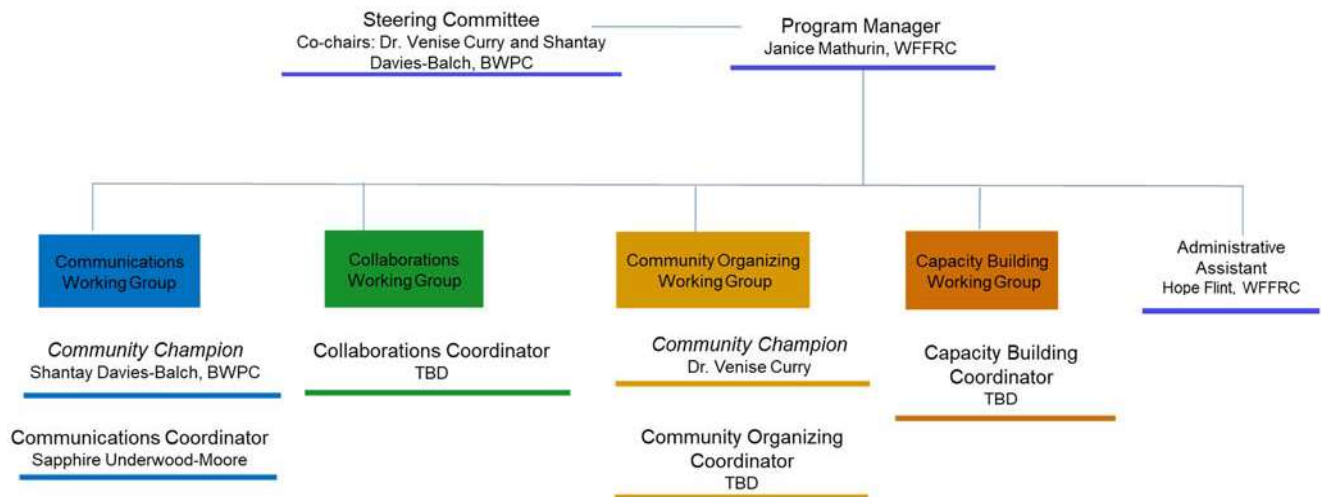 Steering Committee
Co-chairs: Dr. Venise Curry and Shantay
Davies-Balch, BWPC
Program Manager
Janice Mathurin, WFFRC
Communications
Working Group
Collaborations
Working Group
Community Organizing
Working Group
Capacity Building
Working Group
Administrative
Assistant
Hope Flint, WFFRC
Community Champion
Shantay Davies-Balch, BWPC
Communications Coordinator
Sapphire Underwood-Moore
Collaborations Coordinator
TBD
Community Champion
Dr. Venise Curry
Community Organizing
Coordinator
TBD
Capacity Building
Coordinator
TBD